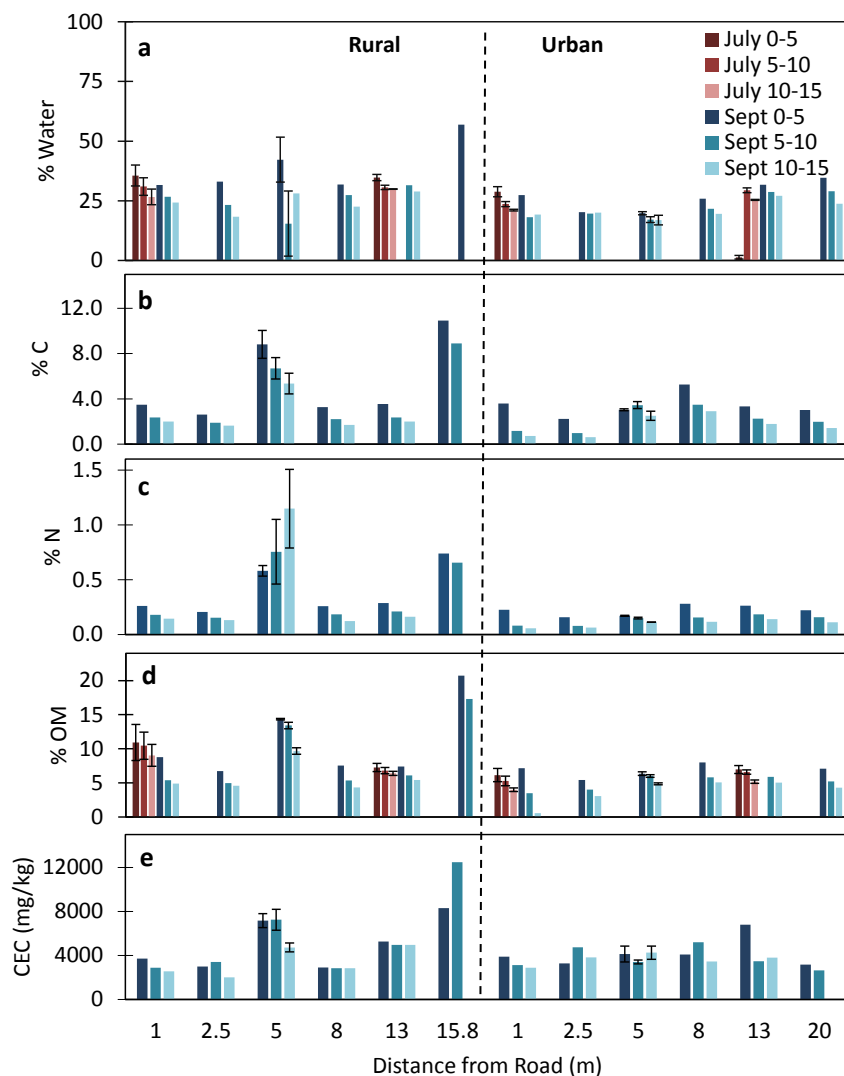 a
Rural
Urban
July 0-5
July 5-10
July 10-15
Sept 0-5
Sept 5-10
Sept 10-15
100
75
50
25
0
% Water
b
12.0
8.0
4.0
0.0
% C
c
1.5
1.0
0.5
0.0
% N
d
20
15
10
5
0
% OM
e
12000
8000
4000
0
CEC (mg/kg)
1 2.5 5 8 13 15.8 1 2.5 5 8 13 20
Distance from Road (m)